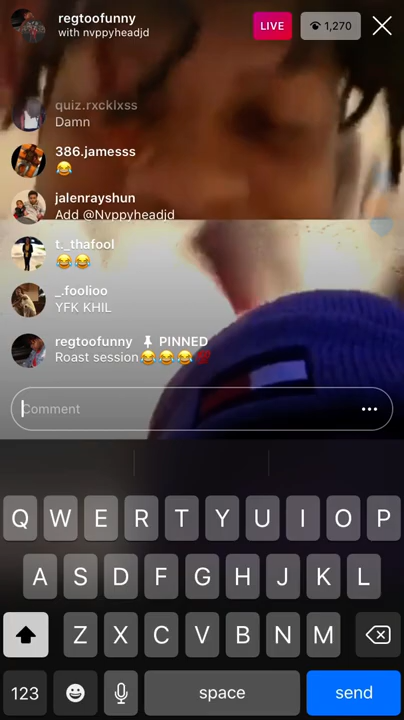 regtoofunny
with nvppyheadjd
LIVE
1,270
quiz.rxcklxss
Damn
386.jamesss
😂
jalenrayshun
Add @Nvppyheadjd
t._thafool
😂😂
_.foolioo
YFK KHIL
regtoofunny PINNED
Roast session😂😂😂💯
Comment
Q W E R T Y U I O P
A S D F G H J K L
Z X C V B N M
123 space send